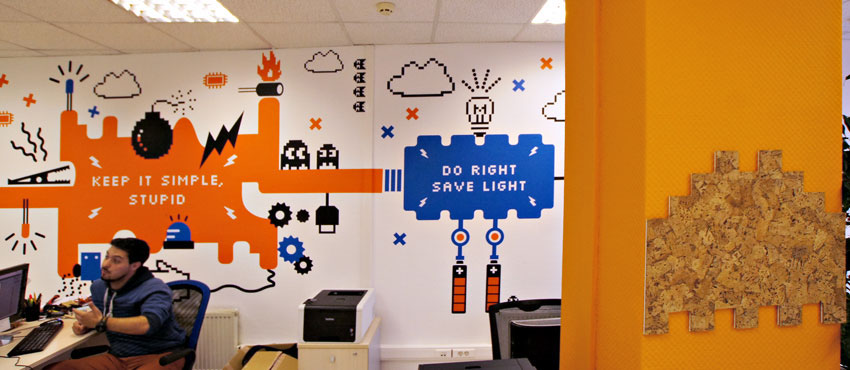 KEEP IT SIMPLE,
STUPID
DO RIGHT
SAVE LIGHT